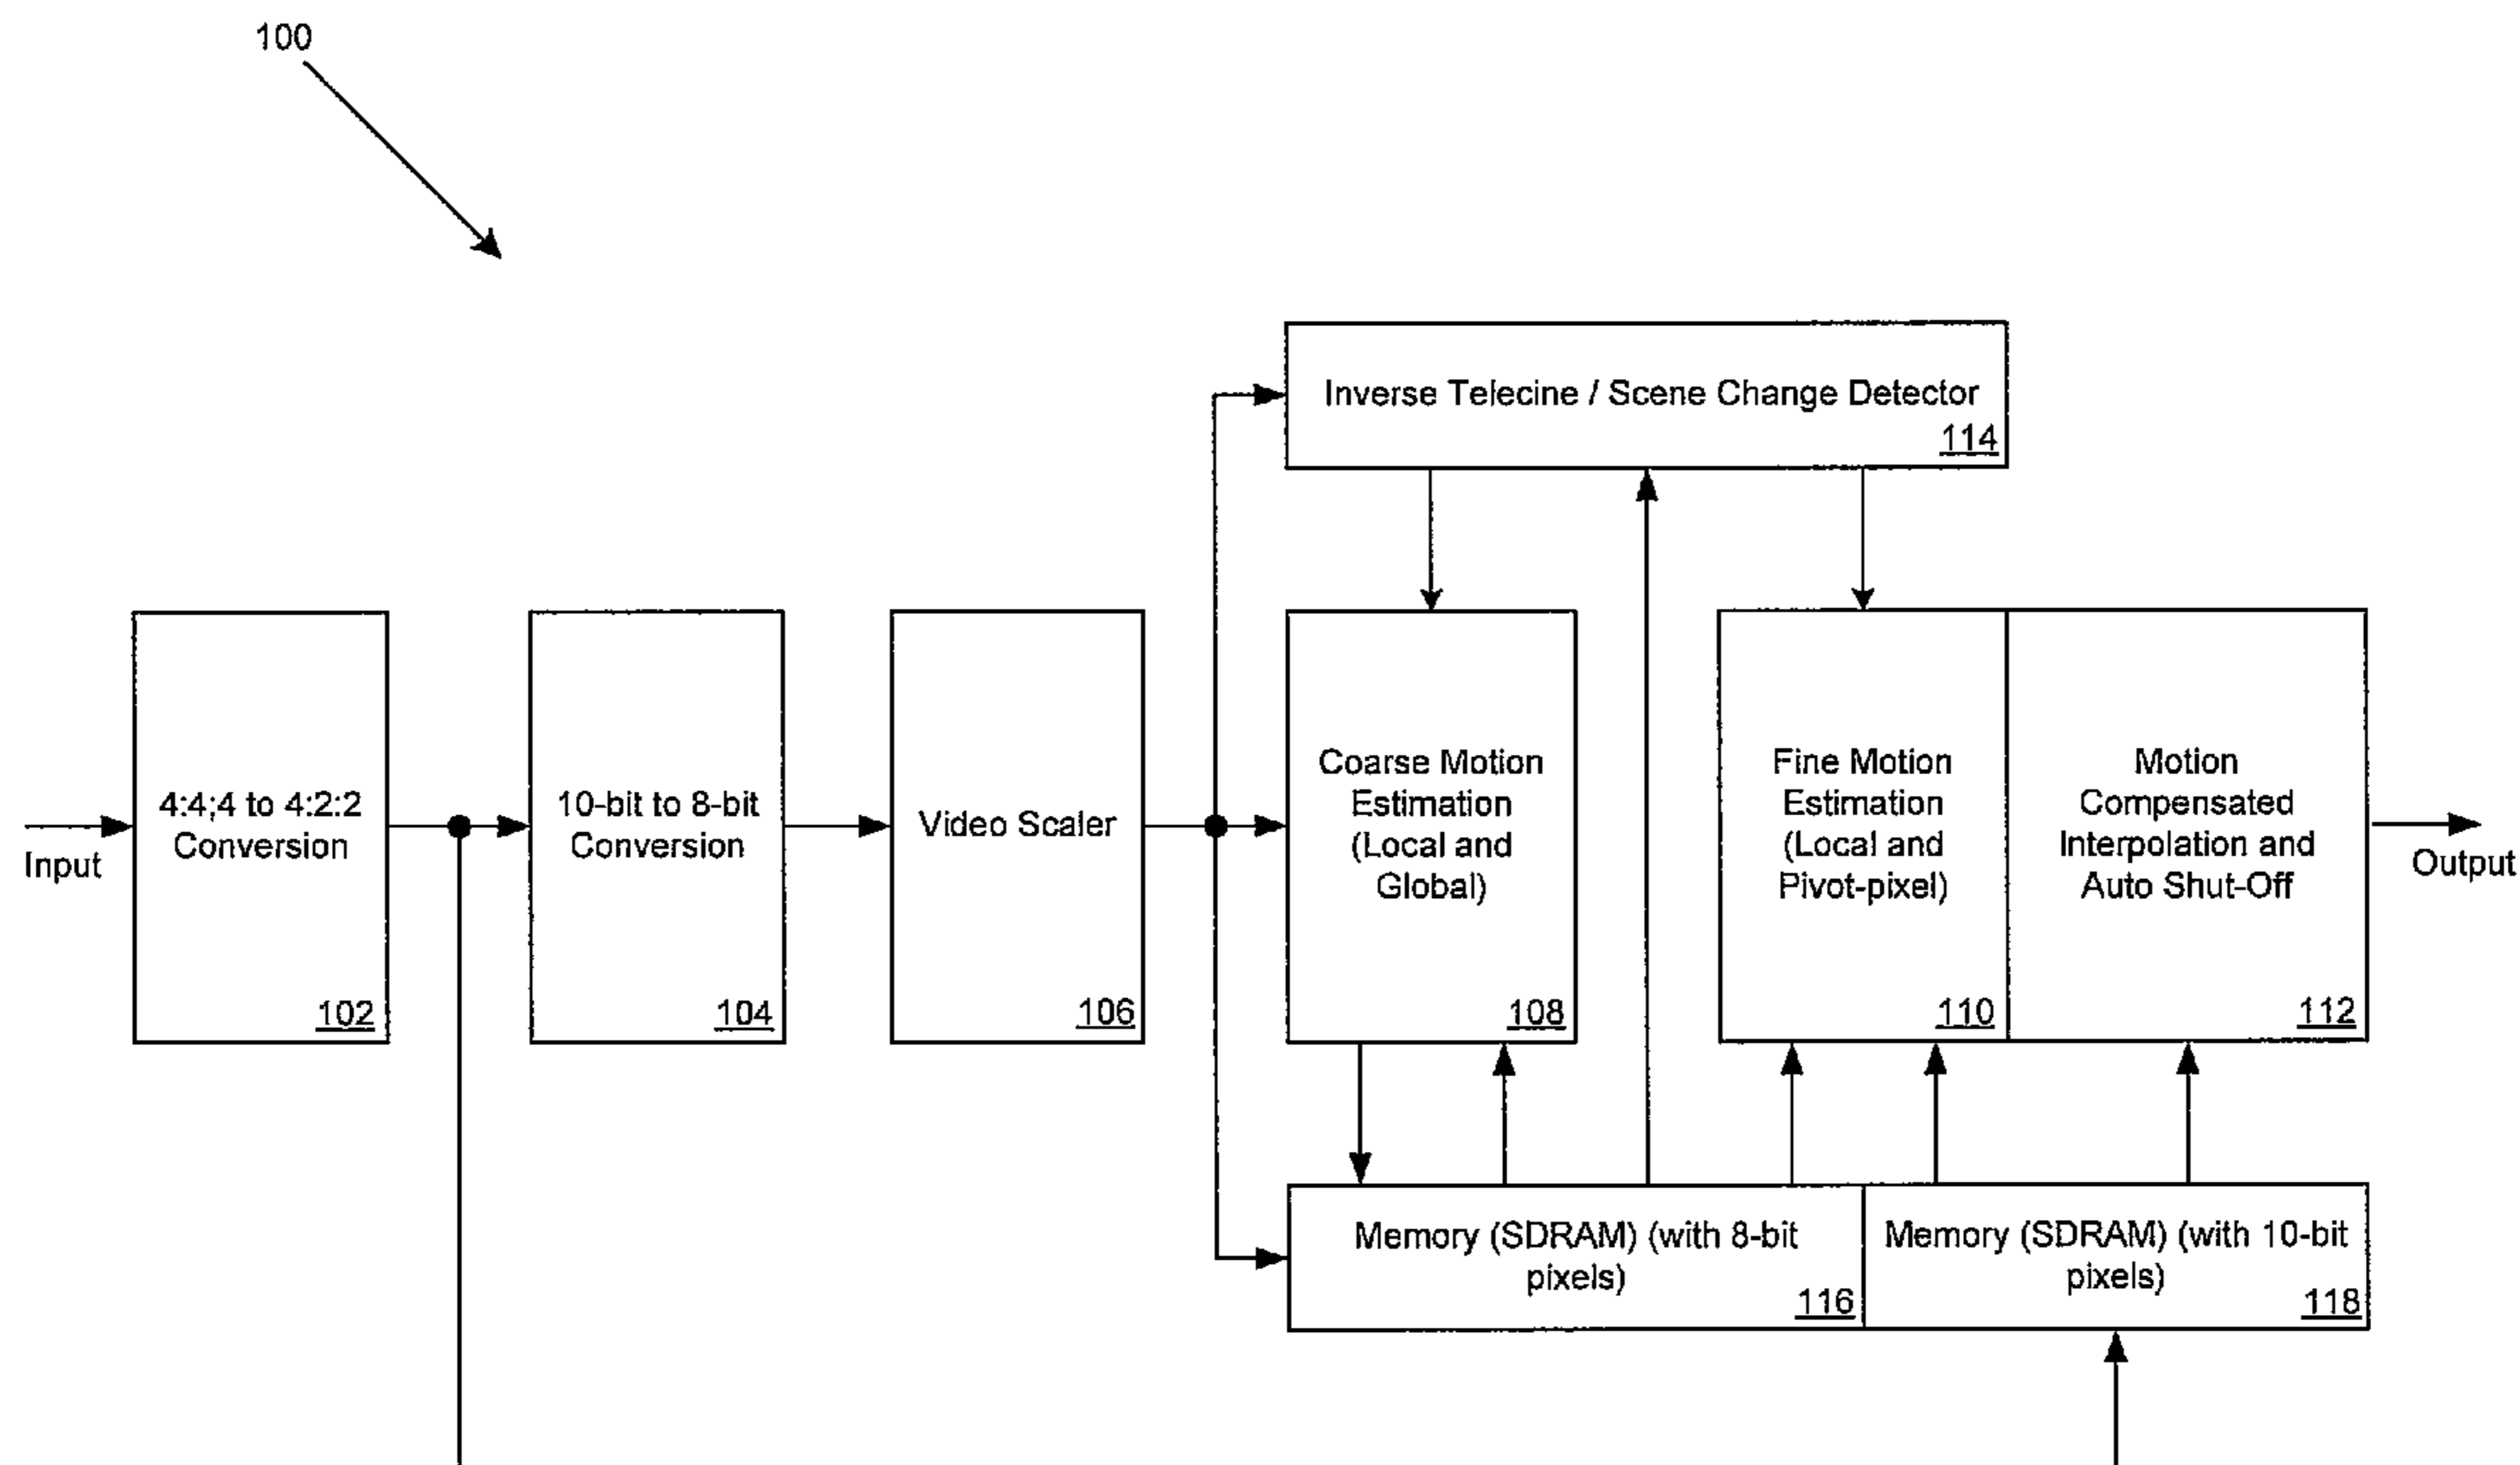 100
Inverse Telecine / Scene Change Detector
114
4:4;4 to 4:2:2
Conversion
102
10-bit to 8-bit
Conversion
104
Video Scaler
106
Coarse Motion
Estimation
(Local and
Global)
108
Fine Motion
Estimation
(Local and
Pivot-pixel)
110
Motion
Compensated
Interpolation and
Auto Shut-Off
112
Input
Output
Memory (SDRAM) (with 8-bit
pixels)
116
Memory (SDRAM) (with 10-bit
pixels)
118